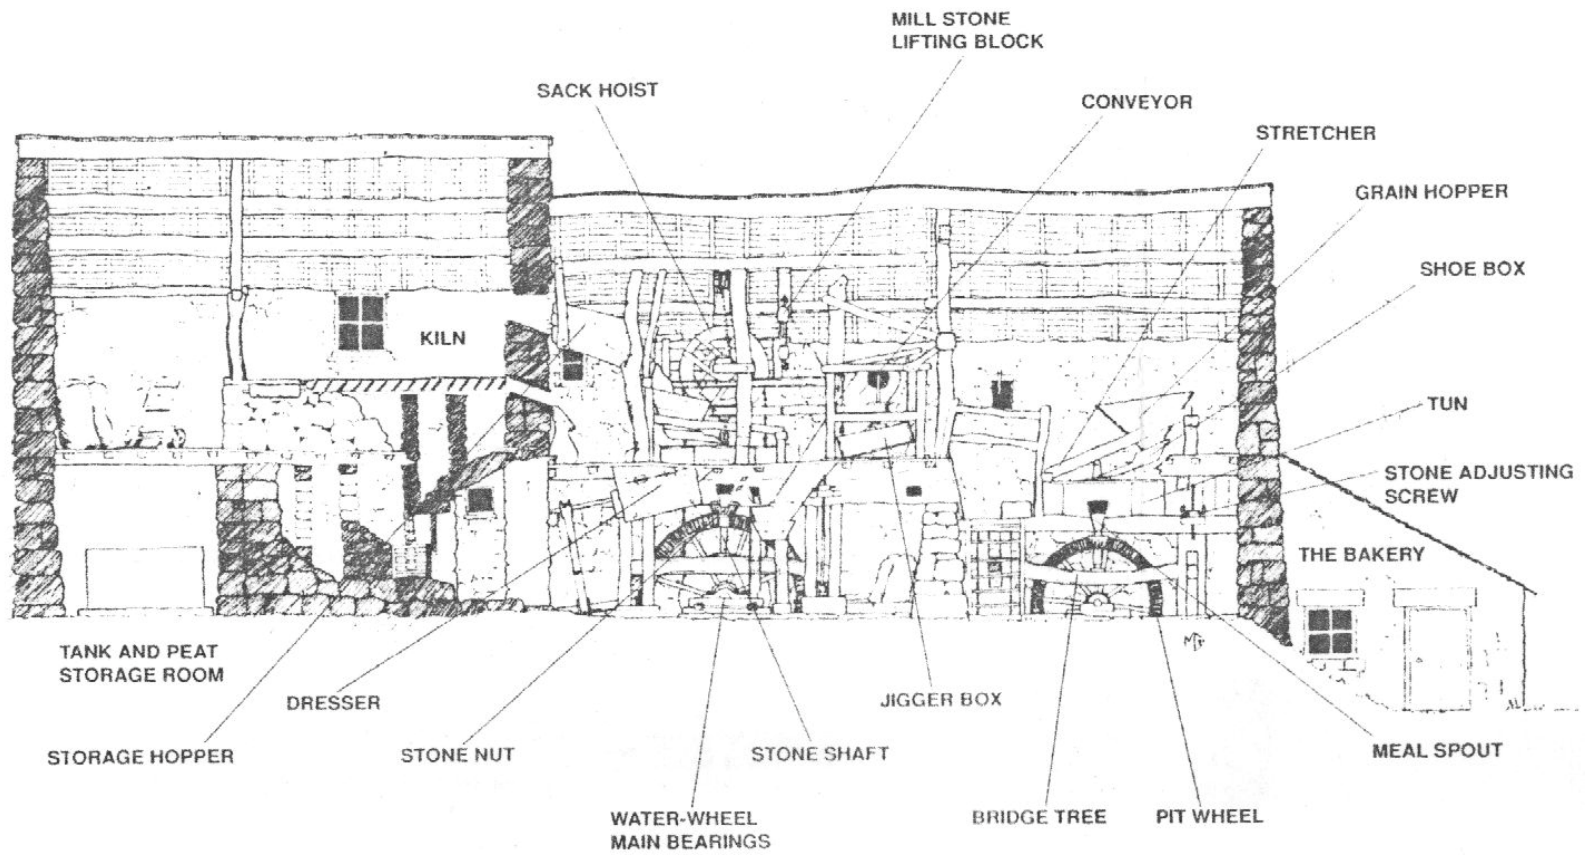 MILL STONE
LIFTING BLOCK
SACK HOIST
CONVEYOR
STRETCHER
GRAIN HOPPER
SHOE BOX
KILN
TUN
STONE ADJUSTING
SCREW
THE BAKERY
TANK AND PEAT
STORAGE ROOM
DRESSER
JIGGER BOX
STORAGE HOPPER
STONE NUT
STONE SHAFT
MEAL SPOUT
WATER-WHEEL
MAIN BEARINGS
BRIDGE TREE
PIT WHEEL